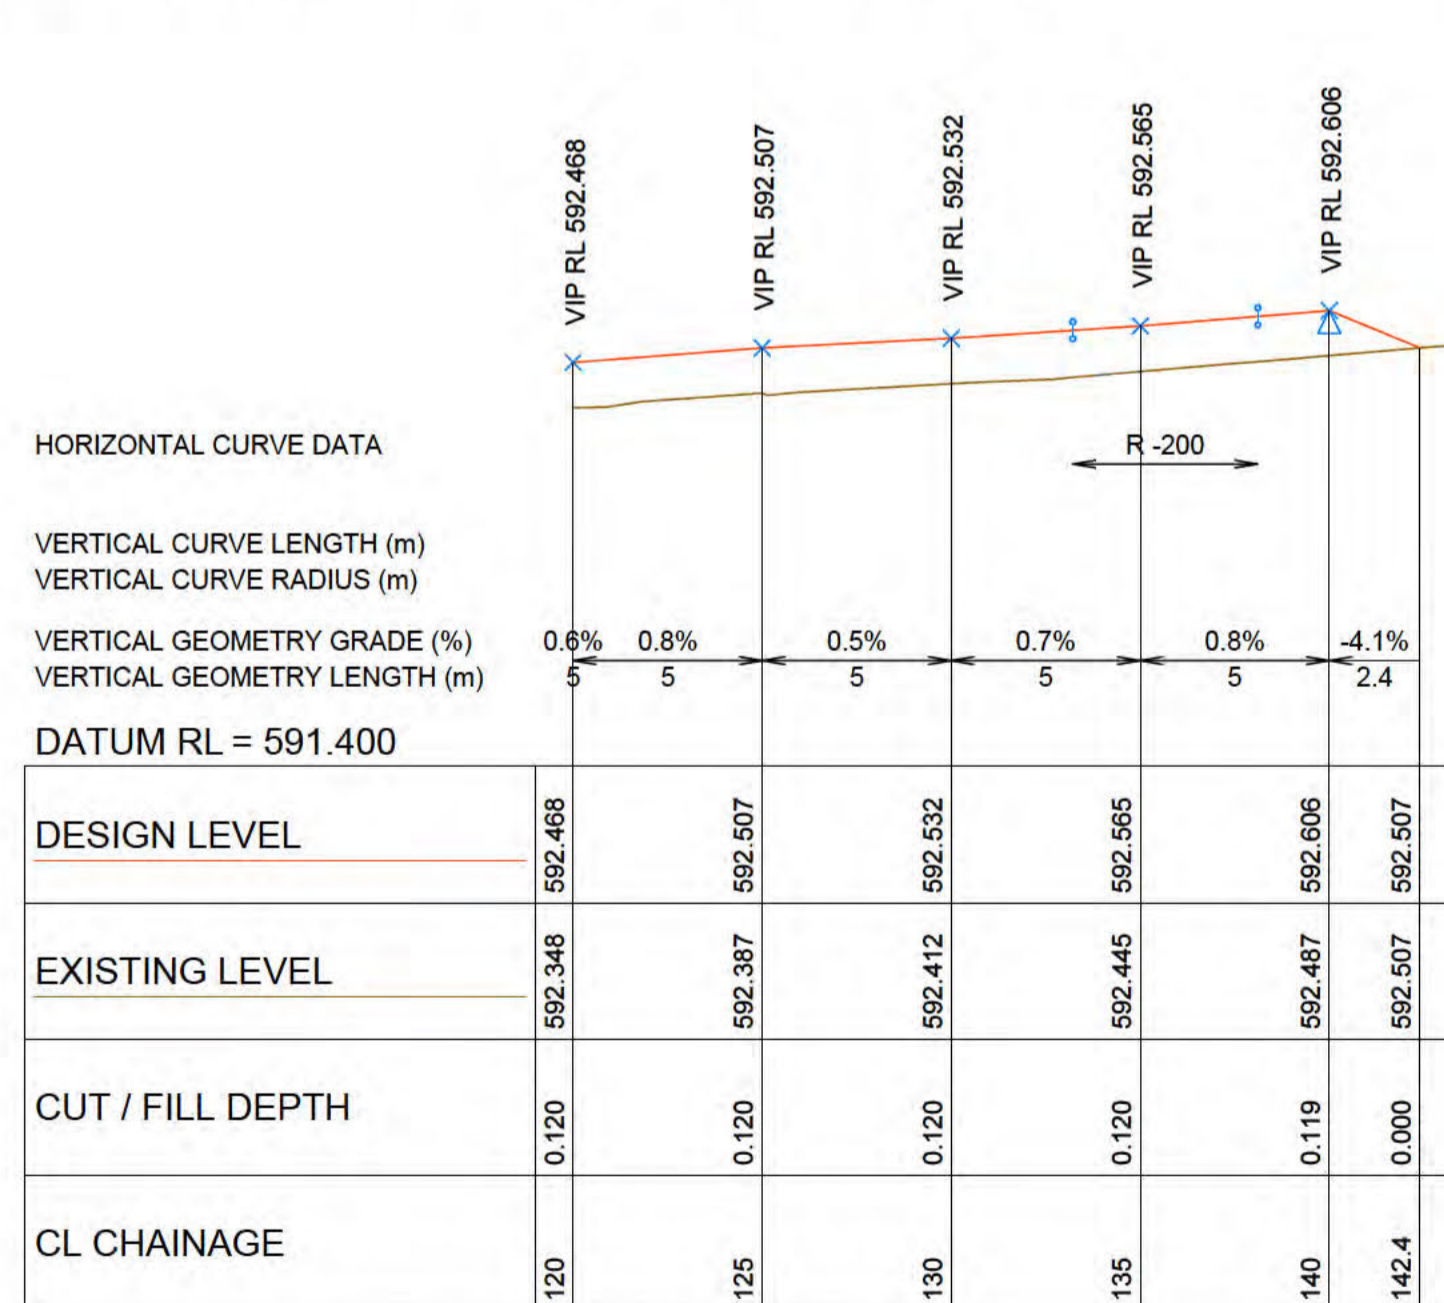 VIP RL 592.468
VIP RL 592.507
VIP RL 592.532
VIP RL 592.565
VIP RL 592.606
HORIZONTAL CURVE DATA
R -200
VERTICAL CURVE LENGTH (m)
VERTICAL CURVE RADIUS (m)
VERTICAL GEOMETRY GRADE (%) 0.6% 0.8% 0.5% 0.7% 0.8% -4.1%
VERTICAL GEOMETRY LENGTH (m) 5 5 5 5 5 2.4
DATUM RL = 591.400
DESIGN LEVEL 592.468 592.507 592.532 592.565 592.606 592.507
EXISTING LEVEL 592.348 592.387 592.412 592.445 592.487 592.507
CUT / FILL DEPTH 0.120 0.120 0.120 0.120 0.119 0.000
CL CHAINAGE 120 125 130 135 140 142.4